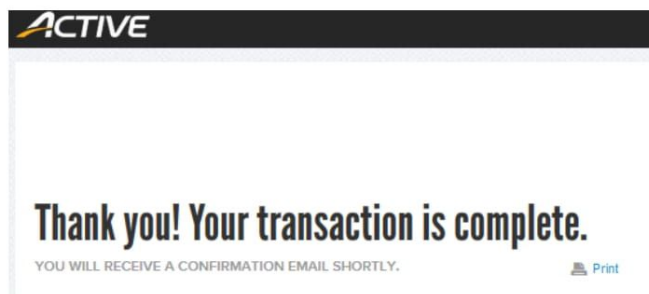 ACTIVE
Thank you! Your transaction is complete.
YOU WILL RECEIVE A CONFIRMATION EMAIL SHORTLY.
Print